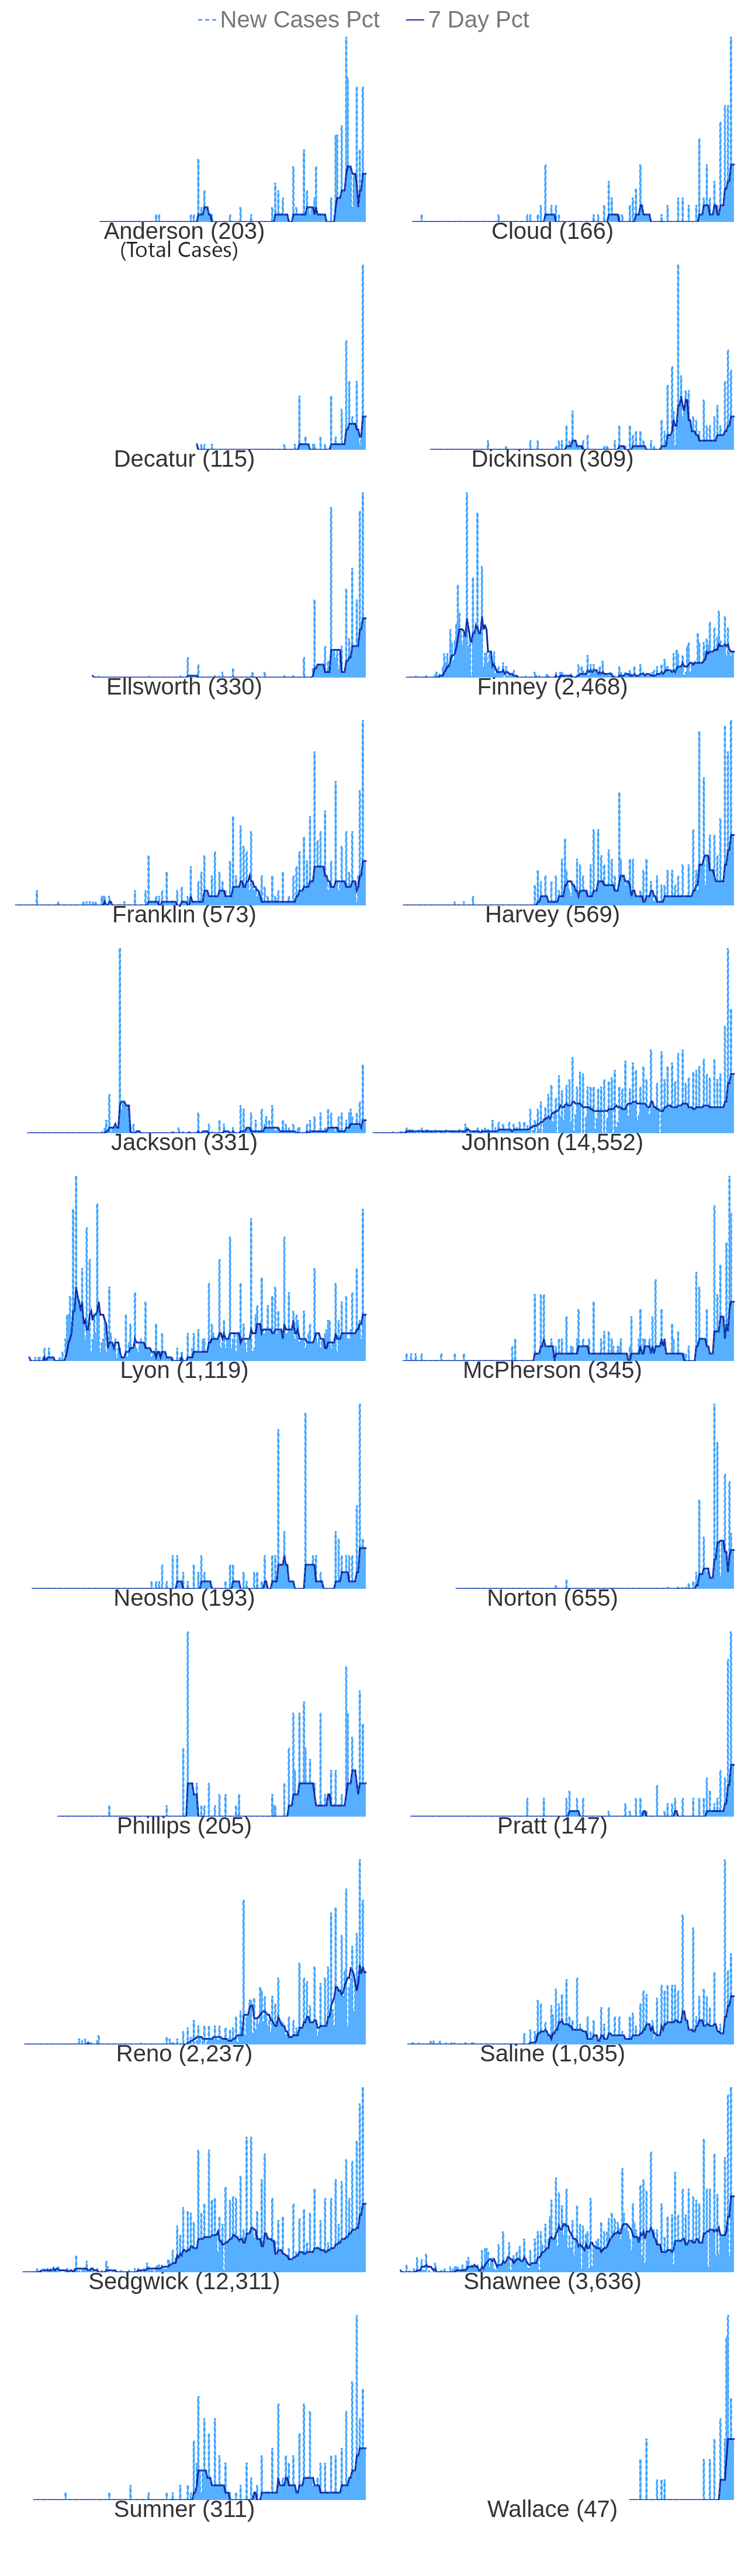 New Cases Pct 7 Day Pct
Anderson (203) Cloud (166)
(Total Cases)
Decatur (115) Dickinson (309)
Ellsworth (330) Finney (2,468)
Franklin (573) Harvey (569)
Jackson (331) Johnson (14,552)
Lyon (1,119) McPherson (345)
Neosho (193) Norton (655)
Phillips (205) Pratt (147)
Reno (2,237) Saline (1,035)
Sedgwick (12,311) Shawnee (3,636)
Sumner (311) Wallace (47)